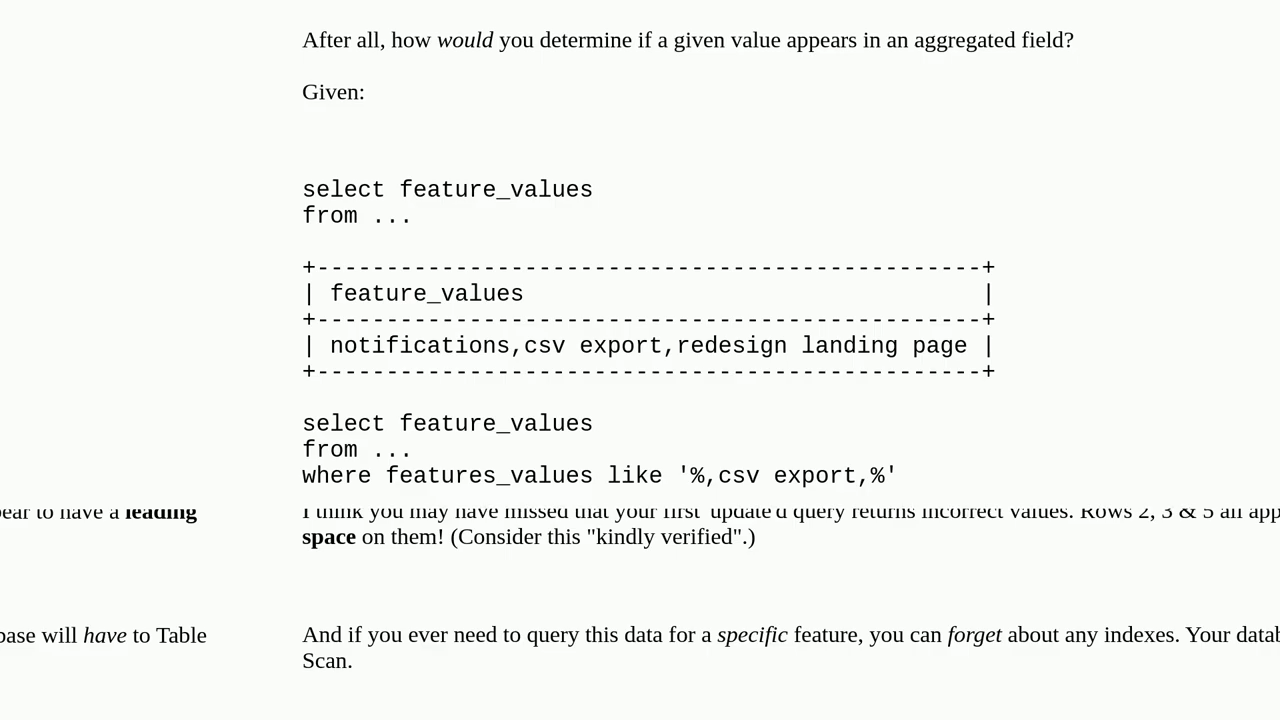 After all, how would you determine if a given value appears in an aggregated field?
Given:
select feature_values
from ...
+------------------------------------------------+
| feature_values                                 |
+------------------------------------------------+
| notifications,csv export,redesign landing page |
+------------------------------------------------+
select feature_values
from ...
where features_values like '%,csv export,%'
ear to have a leading
I think you may have missed that your first update d query returns incorrect values. Rows 2, 3 & 5 all app
space on them! (Consider this "kindly verified".)
base will have to Table
And if you ever need to query this data for a specific feature, you can forget about any indexes. Your datab
Scan.